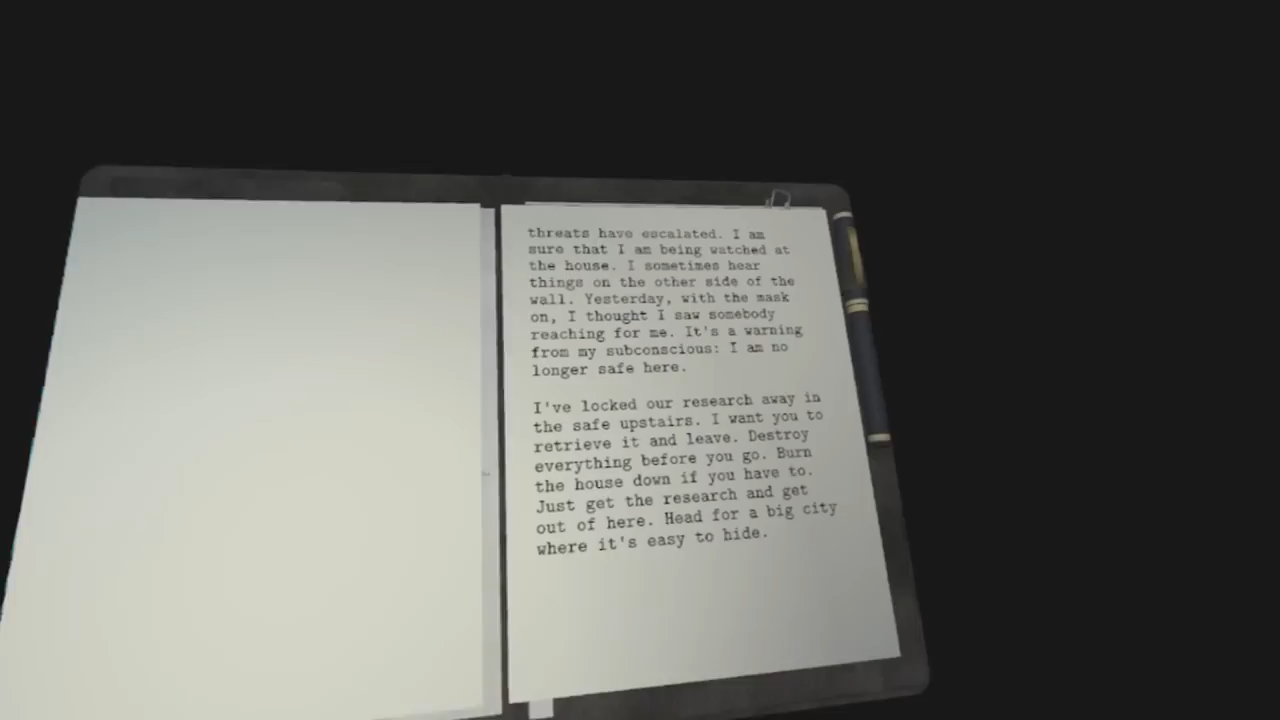 threats have escalated. I am
sure that I am being watched at
the house. I sometimes hear
things on the other side of the
wall. Yesterday, with the mask
on, I thought I saw somebody
reaching for me. It's a warning
from my subconscious: I am no
longer safe here.
I've locked our research away in
the safe upstairs. I want you to
retrieve it and leave. Destroy
everything before you go. Burn
the house down if you have to.
Just get the research and get
out of here. Head for a big city
where it's easy to hide.